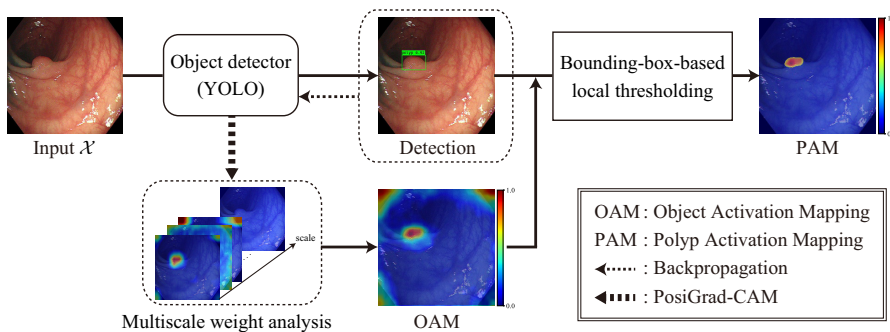 Input 𝒳
Object detector
(YOLO)
Detection
Bounding-box-based
local thresholding
PAM
scale
Multiscale weight analysis
1.0
0.0
OAM
OAM : Object Activation Mapping
PAM : Polyp Activation Mapping
: Backpropagation
: PosiGrad-CAM